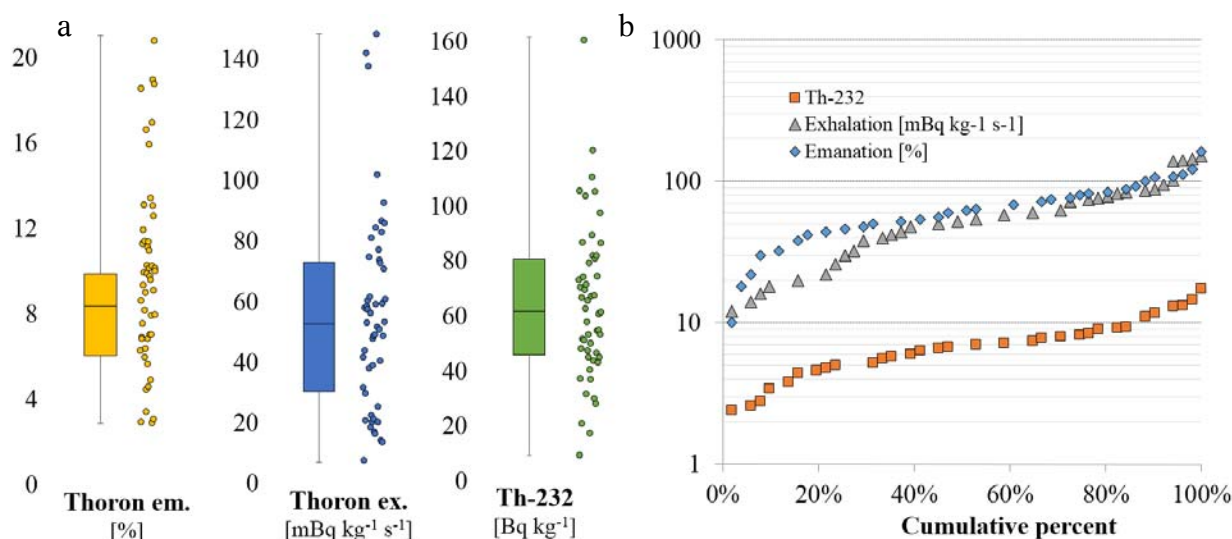 a
20
16
12
8
4
0
Thoron em.
[%]
140
120
100
80
60
40
20
0
Thoron ex.
[mBq kg⁻¹ s⁻¹]
160
140
120
100
80
60
40
20
0
Th-232
[Bq kg⁻¹]
b
1000
100
10
1
Th-232
Exhalation [mBq kg-1 s-1]
Emanation [%]
0% 20% 40% 60% 80% 100%
Cumulative percent